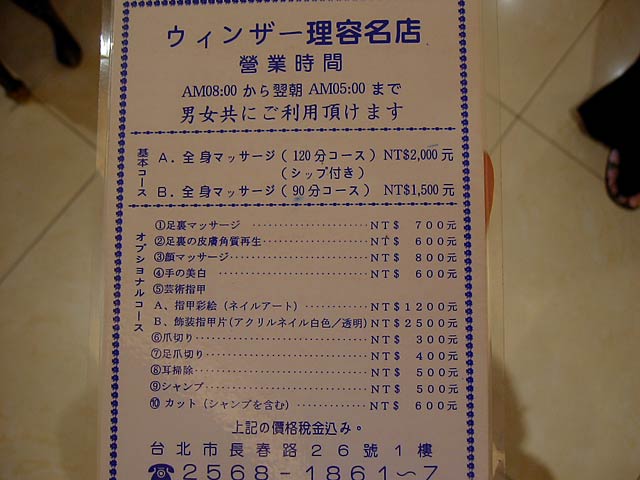 ウィンザー理容名店
營業時間
AM08:00 から翌朝 AM05:00 まで
男女共にご利用頂けます
基本コース
A. 全身マッサージ ( 120分コース ) NT$2,000元
(シップ付き)
B. 全身マッサージ ( 90分コース ) NT$1,500元
オプショナルコース
①足裏マッサージ ‥‥‥‥‥‥‥‥ NT$ 700元
②足裏の皮膚角質再生‥‥‥‥‥‥‥ NT$ 600元
③顔マッサージ‥‥‥‥‥‥‥‥‥ NT$ 800元
④手の美白 ‥‥‥‥‥‥‥‥‥‥ NT$ 600元
⑤芸術指甲
A、指甲彩絵 (ネイルアート) ‥‥‥‥ NT$1200元
B、飾装指甲片(アクリルネイル白色/透明) NT$2500元
⑥爪切り‥‥‥‥‥‥‥‥‥‥‥ NT$ 300元
⑦足爪切り‥‥‥‥‥‥‥‥‥‥ NT$ 400元
⑧耳掃除‥‥‥‥‥‥‥‥‥‥‥ NT$ 500元
⑨シャンプ‥‥‥‥‥‥‥‥‥‥ NT$ 500元
⑩ カット (シャンプを含む) ‥‥‥‥‥ NT$ 600元
上記の價格税金込み。
台北市長春路26號1樓
☎2568-1861~7